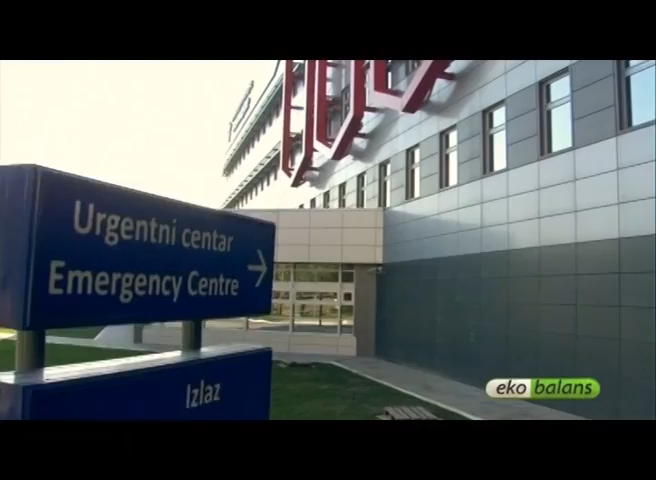 Urgentni centar
Emergency Centre →
Izlaz
eko balans